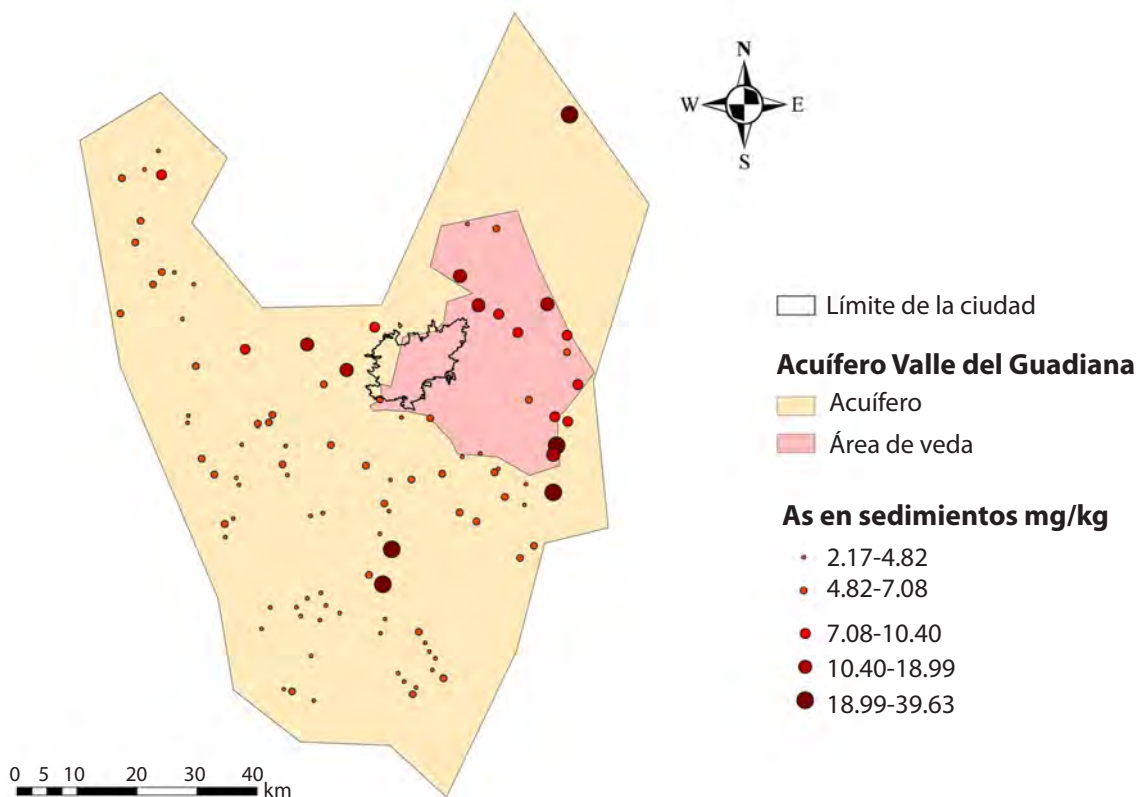 N
W E
S
Límite de la ciudad
Acuífero Valle del Guadiana
Acuífero
Área de veda
As en sedimientos mg/kg
2.17-4.82
4.82-7.08
7.08-10.40
10.40-18.99
18.99-39.63
0 5 10 20 30 40
km